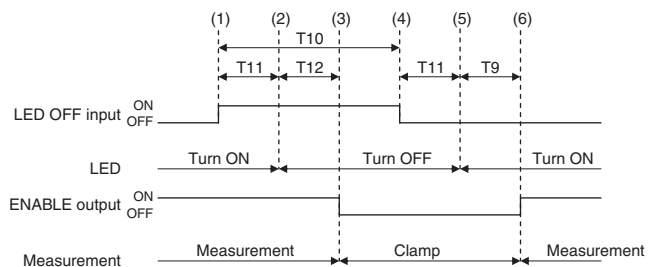 (1) (2) (3) (4) (5) (6)
T10
T11 T12 T11 T9
LED OFF input ON
OFF
LED Turn ON Turn OFF Turn ON
ENABLE output ON
OFF
Measurement Measurement Clamp Measurement